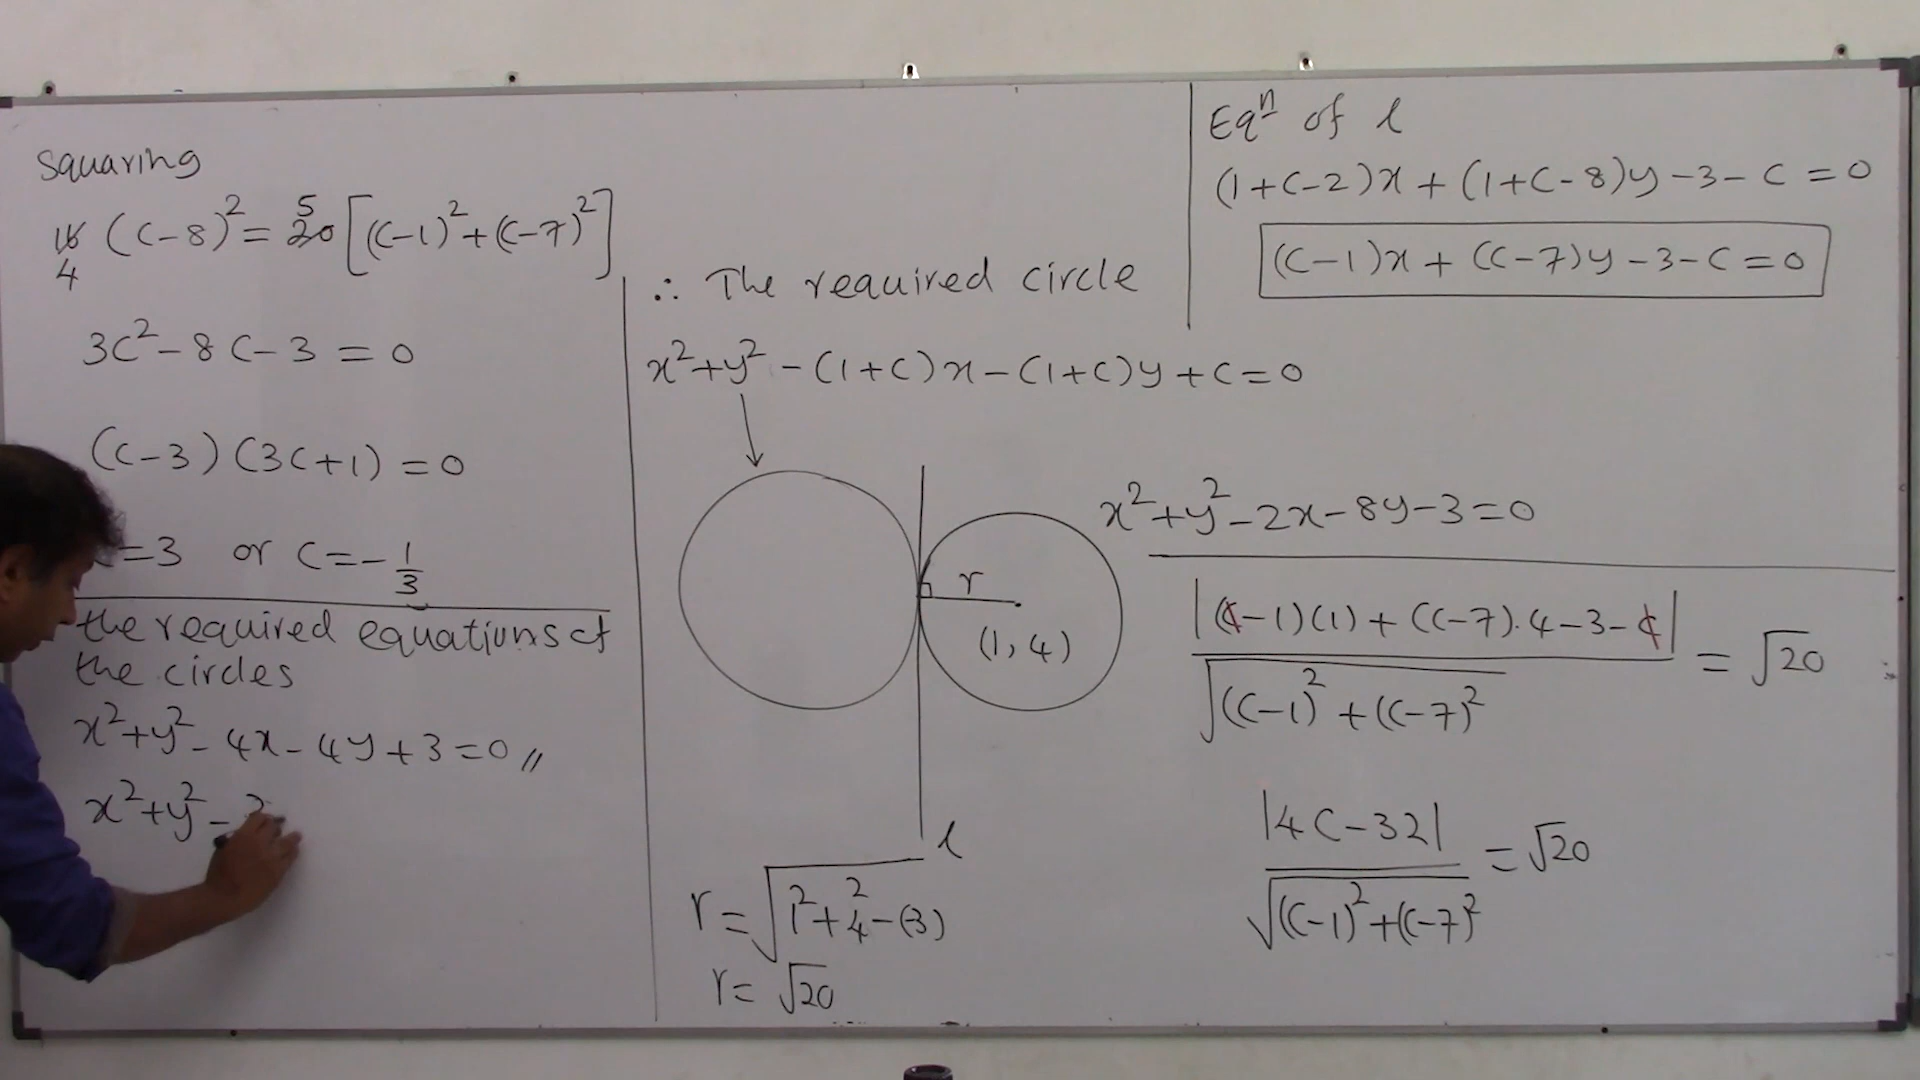 Squaring
16 (C-8)² = 20 [(C-1)² + (C-7)²]
4 5
3C² - 8C - 3 = 0
(C-3) (3C+1) = 0
=3 or C = -1/3
the required equations of
the circles
x² + y² - 4x - 4y + 3 = 0 //
x² + y² -
∴ The required circle
x² + y² - (1+C)x - (1+C)y + C = 0
r
(1, 4)
l
r = √(1² + 4² - (-3))
r = √20
Eqⁿ of l
(1+C-2)x + (1+C-8)y - 3 - C = 0
(C-1)x + (C-7)y - 3 - C = 0
x² + y² - 2x - 8y - 3 = 0
|(C-1)(1) + (C-7).4 - 3 - C| / √((C-1)² + (C-7)²) = √20
|4C - 32| / √((C-1)² + (C-7)²) = √20